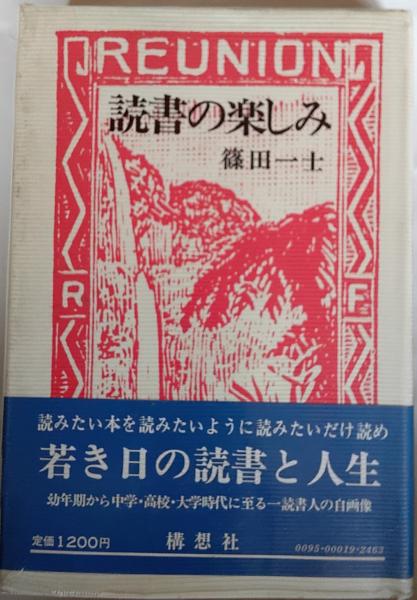 REUNION
読書の楽しみ
篠田一士
R F
読みたい本を読みたいように読みたいだけ読め
若き日の読書と人生
幼年期から中学・高校・大学時代に至る一読書人の自画像
定価1200円 構想社 0095-00019-2463